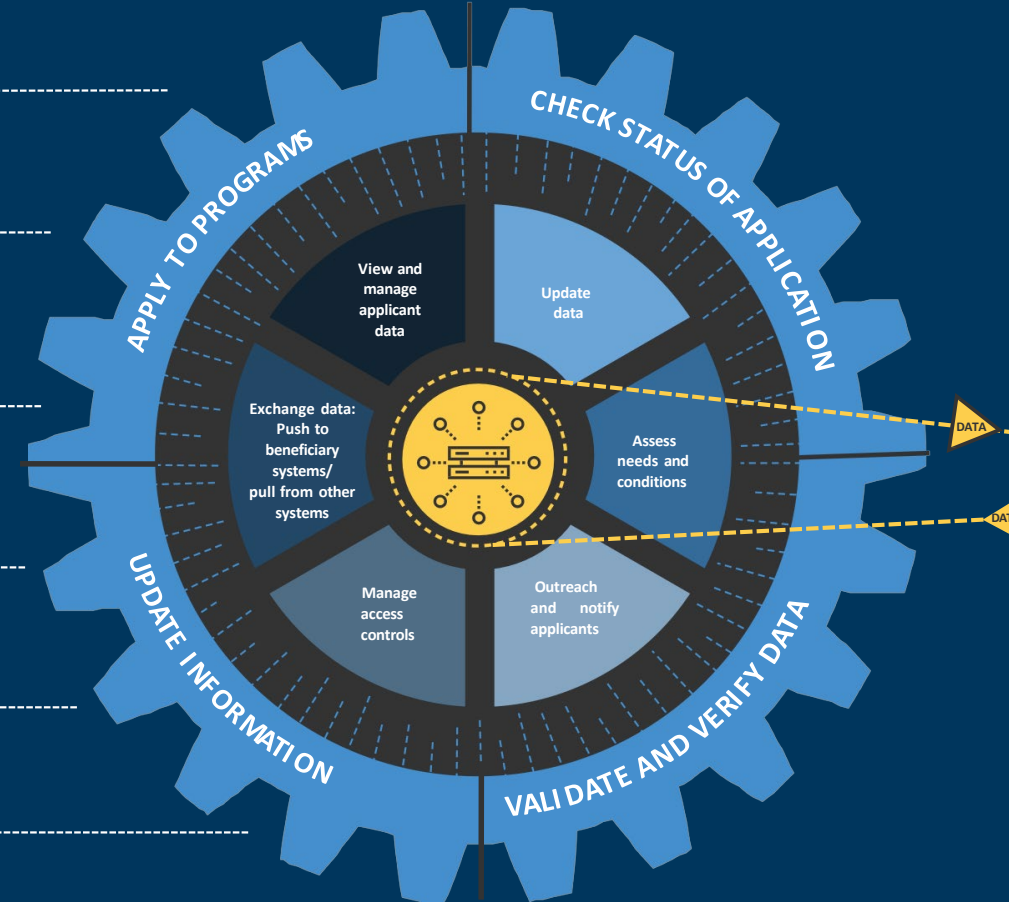 APPLY TO PROGRAMS
CHECK STATUS OF APPLICATION
View and
manage
applicant
data
Update
data
Exchange data:
Push to
beneficiary
systems/
pull from other
systems
Assess
needs and
conditions
DATA
Manage
access
controls
Outreach
and notify
applicants
UPDATE INFORMATION
VALIDATE AND VERIFY DATA